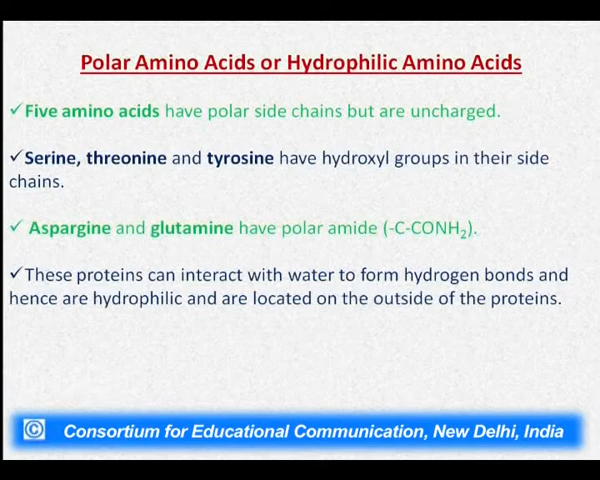 Polar Amino Acids or Hydrophilic Amino Acids
✓Five amino acids have polar side chains but are uncharged.
✓Serine, threonine and tyrosine have hydroxyl groups in their side
chains.
✓ Aspargine and glutamine have polar amide (-C-CONH₂).
✓These proteins can interact with water to form hydrogen bonds and
hence are hydrophilic and are located on the outside of the proteins.
© Consortium for Educational Communication, New Delhi, India